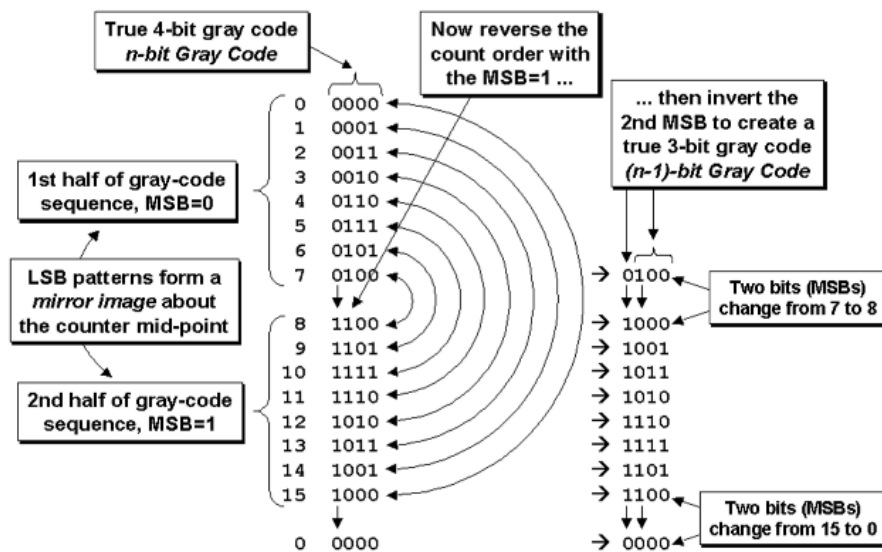 True 4-bit gray code
n-bit Gray Code
Now reverse the
count order with
the MSB=1 ...
... then invert the
2nd MSB to create a
true 3-bit gray code
(n-1)-bit Gray Code
1st half of gray-code
sequence, MSB=0
LSB patterns form a
mirror image about
the counter mid-point
2nd half of gray-code
sequence, MSB=1
0 0000
1 0001
2 0011
3 0010
4 0110
5 0111
6 0101
7 0100 → 0100
8 1100 → 1000
9 1101 → 1001
10 1111 → 1011
11 1110 → 1010
12 1010 → 1110
13 1011 → 1111
14 1001 → 1101
15 1000 → 1100
0 0000 → 0000
Two bits (MSBs)
change from 7 to 8
Two bits (MSBs)
change from 15 to 0